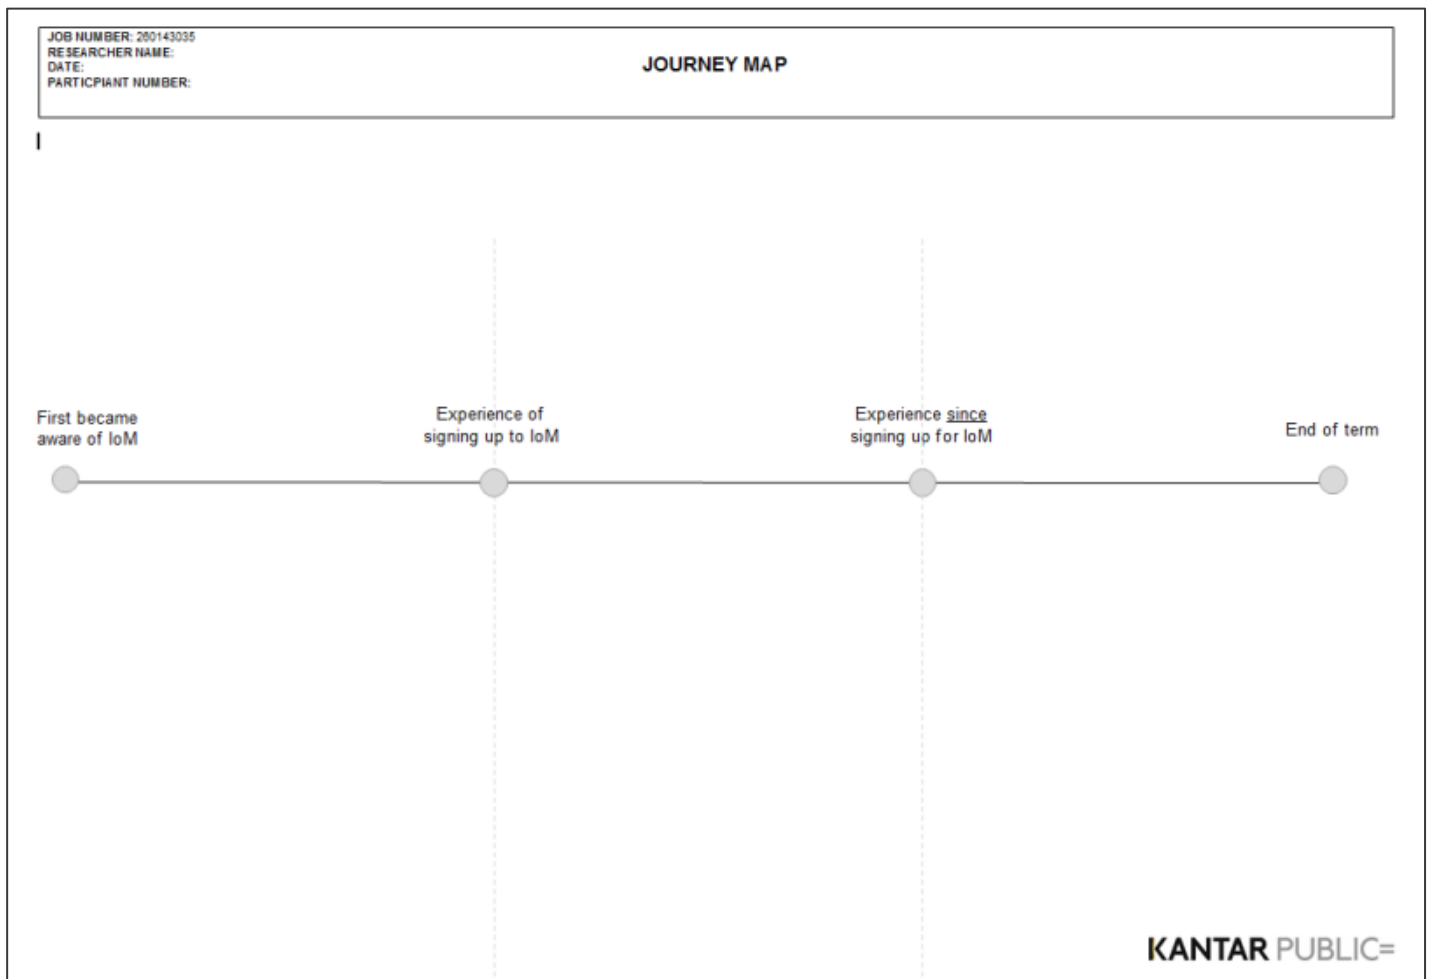 JOB NUMBER: 260143035
RESEARCHER NAME:
DATE:
PARTICPIANT NUMBER:
JOURNEY MAP
First became
aware of IoM
Experience of
signing up to IoM
Experience since
signing up for IoM
End of term
KANTAR PUBLIC=